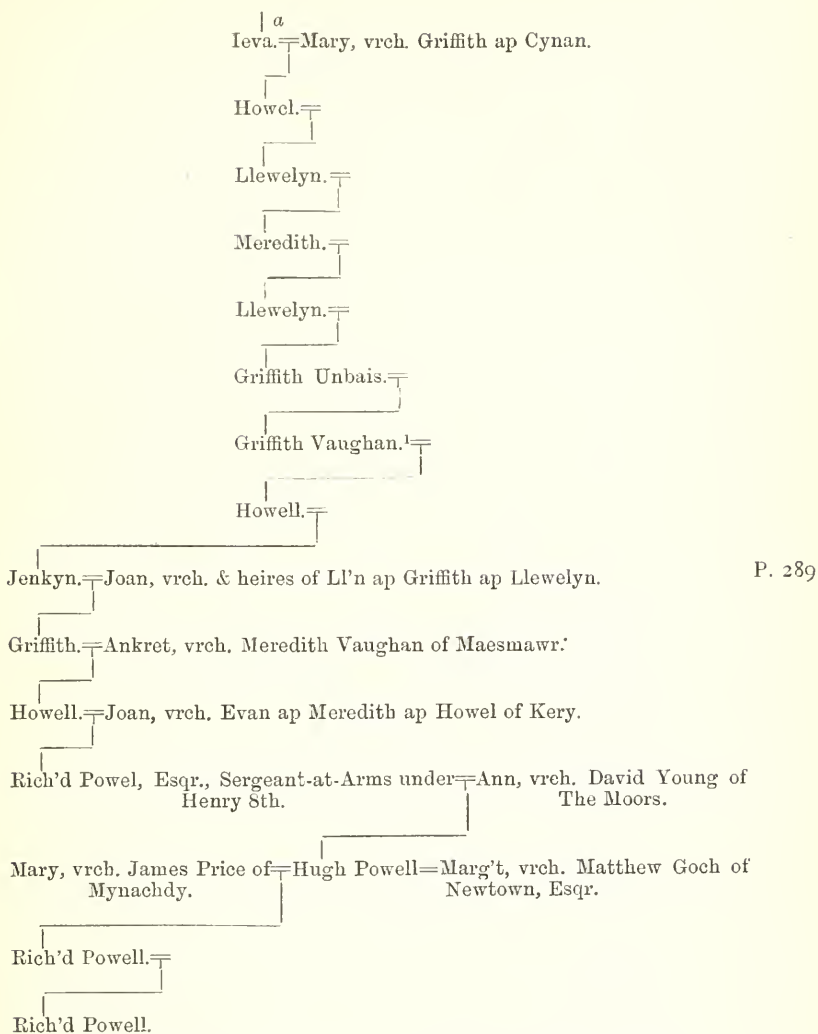 a
Ieva.=Mary, vrch. Griffith ap Cynan.
Howel.=
Llewelyn.=
Meredith.=
Llewelyn.=
Griffith Unbais.=
Griffith Vaughan.¹=
Howell.=
Jenkyn.=Joan, vrch. & heires of Ll'n ap Griffith ap Llewelyn. P. 289
Griffith.=Ankret, vrch. Meredith Vaughan of Maesmawr.
Howell.=Joan, vrch. Evan ap Meredith ap Howel of Kery.
Rich'd Powel, Esqr., Sergeant-at-Arms under=Ann, vrch. David Young of
Henry 8th. The Moors.
Mary, vrch. James Price of=Hugh Powell=Marg't, vrch. Matthew Goch of
Mynachdy. Newtown, Esqr.
Rich'd Powell.=
Rich'd Powell.